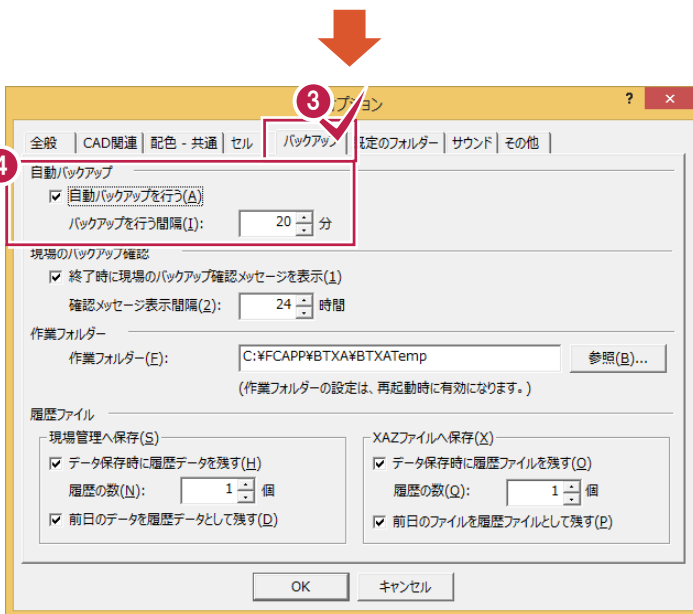 3
プション
?
×
全般 CAD関連 配色 - 共通 セル バックアップ 既定のフォルダー サウンド その他
4
自動バックアップ
自動バックアップを行う(A)
バックアップを行う間隔(I): 20 分
現場のバックアップ確認
終了時に現場のバックアップ確認メッセージを表示(1)
確認メッセージ表示間隔(2): 24 時間
作業フォルダー
作業フォルダー(F): C:¥FCAPP¥BTXA¥BTXATemp 参照(B)...
(作業フォルダーの設定は、再起動時に有効になります。)
履歴ファイル
現場管理へ保存(S)
データ保存時に履歴データを残す(H)
履歴の数(N): 1 個
前日のデータを履歴データとして残す(D)
XAZファイルへ保存(X)
データ保存時に履歴ファイルを残す(O)
履歴の数(Q): 1 個
前日のファイルを履歴ファイルとして残す(P)
OK キャンセル